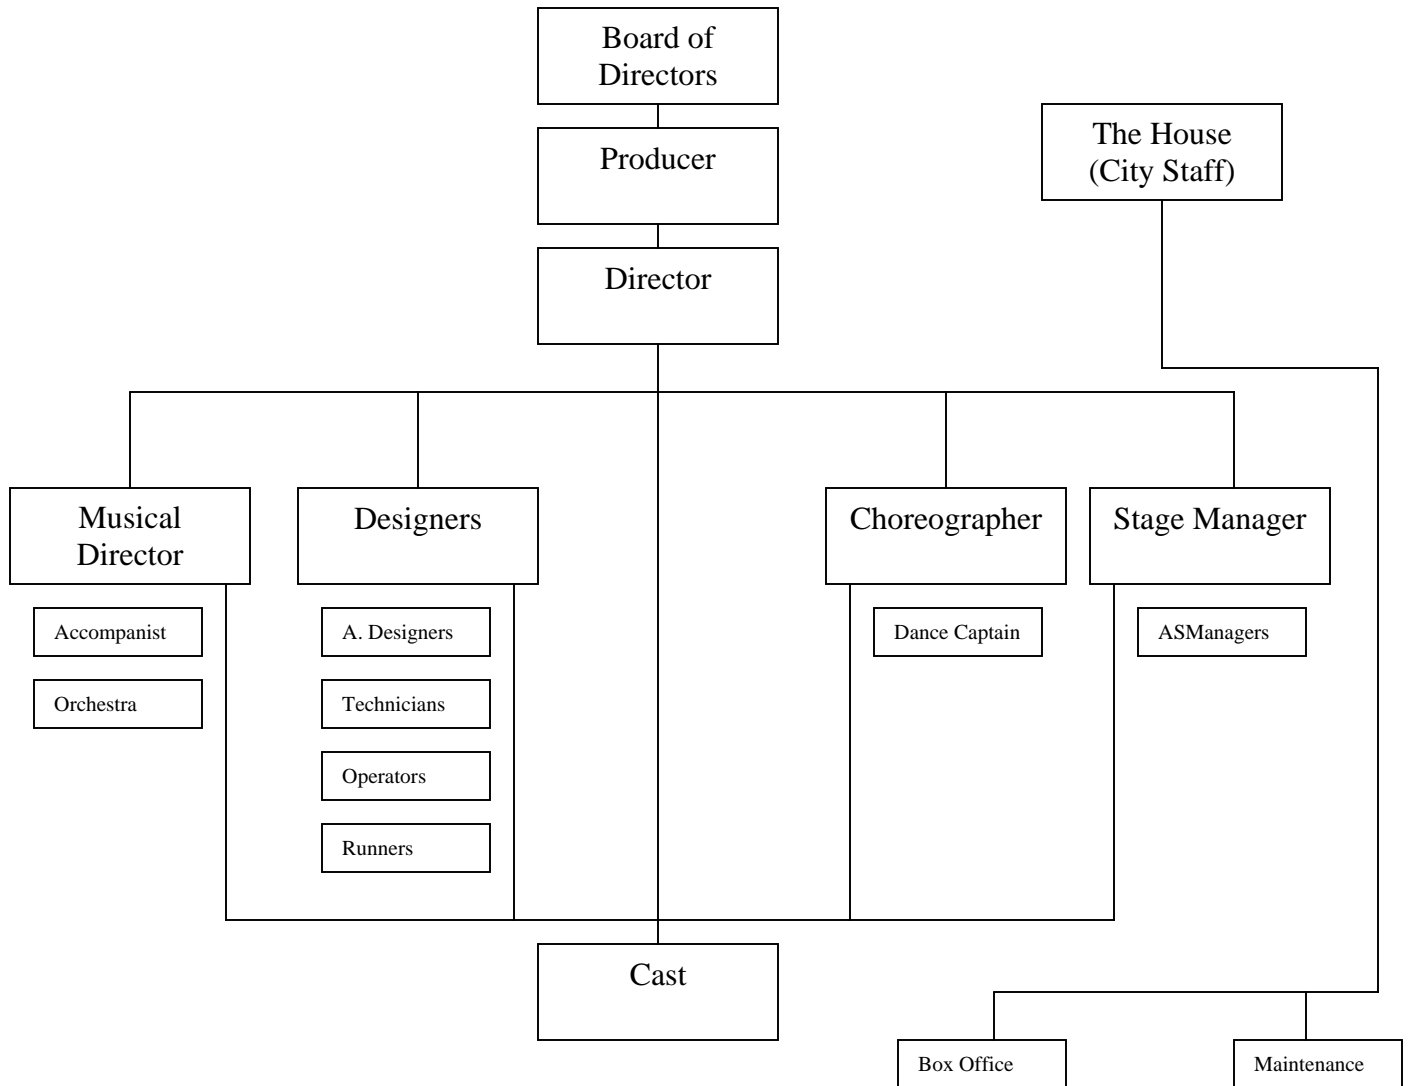 Board of
Directors
The House
(City Staff)
Producer
Director
Musical
Director
Designers
Choreographer
Stage Manager
Accompanist
A. Designers
Dance Captain
ASManagers
Orchestra
Technicians
Operators
Runners
Cast
Box Office
Maintenance